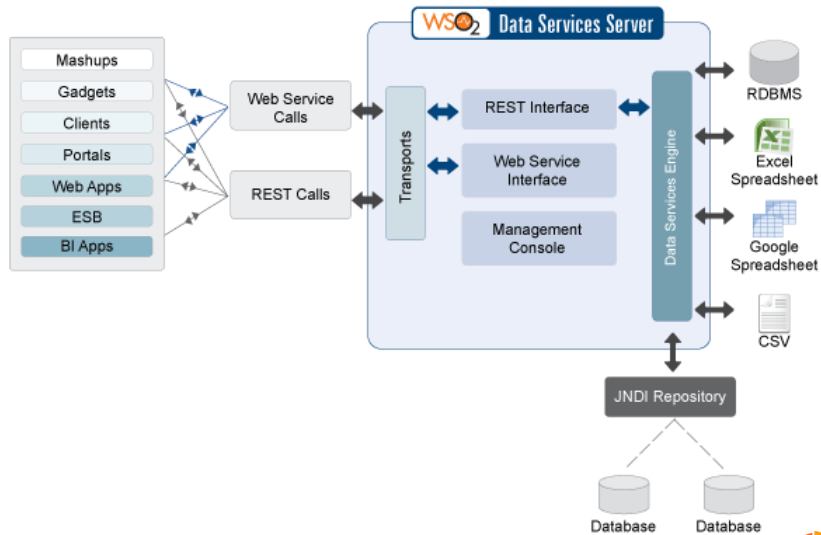 WSO2 Data Services Server
Mashups
Gadgets
Clients
Portals
Web Apps
ESB
BI Apps
Web Service
Calls
REST Calls
Transports
REST Interface
Web Service
Interface
Management
Console
Data Services Engine
RDBMS
Excel
Spreadsheet
Google
Spreadsheet
CSV
JNDI Repository
Database
Database